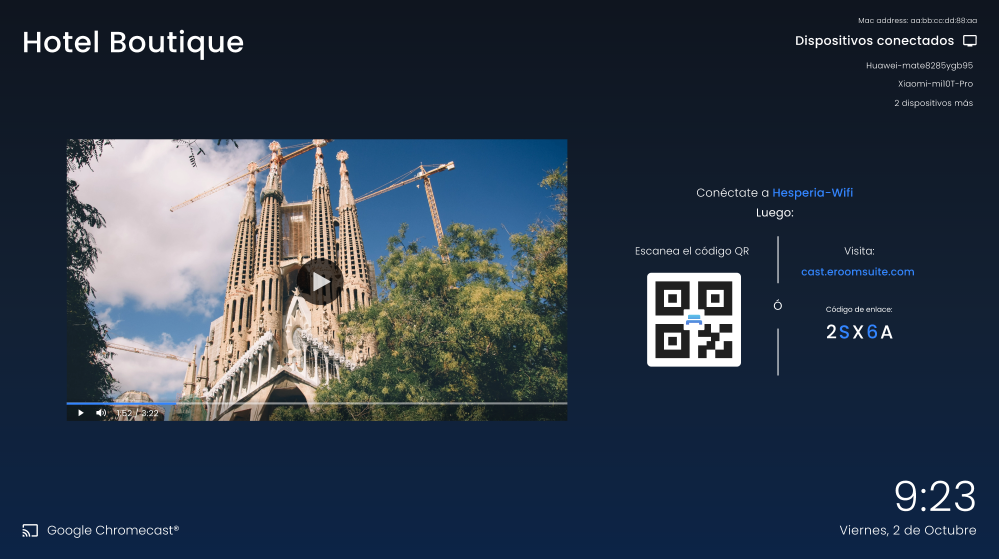 Hotel Boutique
Mac address: aa:bb:cc:dd:88:aa
Dispositivos conectados
Huawei-mate8285ygb95
Xiaomi-mi10T-Pro
2 dispositivos más
Conéctate a Hesperia-Wifi
Luego:
Escanea el código QR
Ó
Visita:
cast.eroomsuite.com
Código de enlace:
2SX6A
1:52 / 3:22
9:23
Viernes, 2 de Octubre
Google Chromecast®